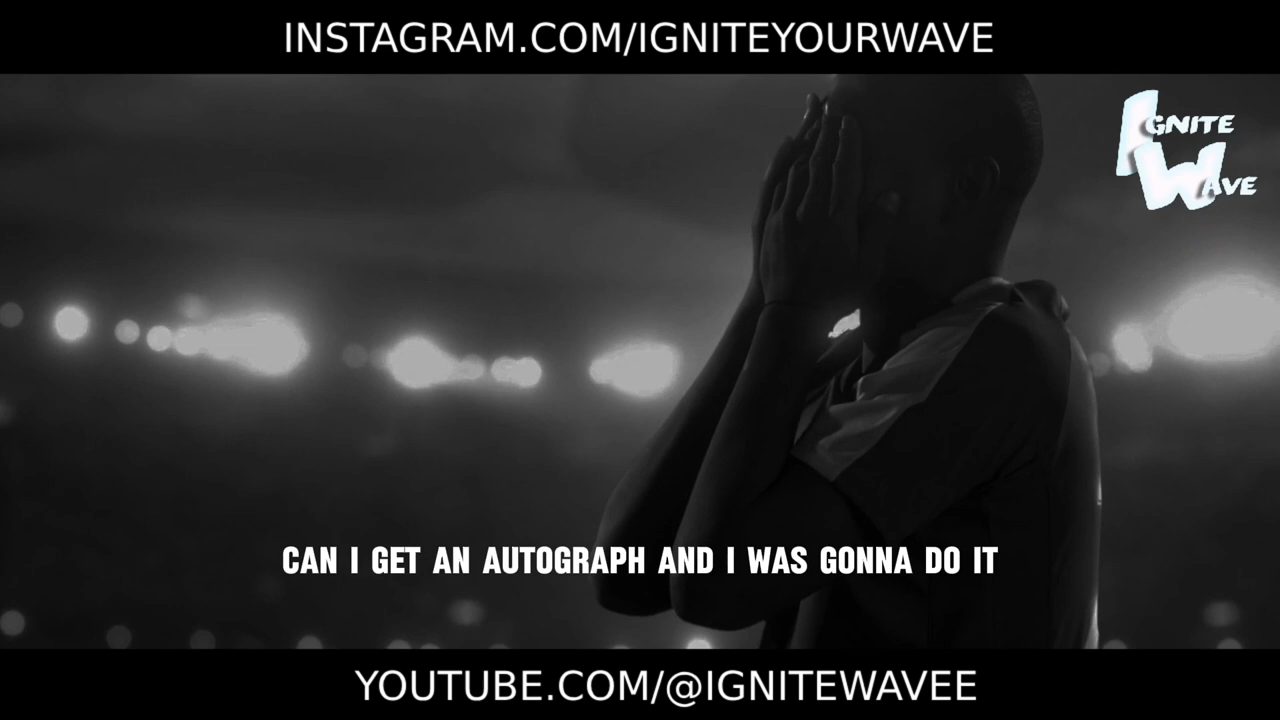 INSTAGRAM.COM/IGNITEYOURWAVE
IGNITE
WAVE
CAN I GET AN AUTOGRAPH AND I WAS GONNA DO IT
YOUTUBE.COM/@IGNITEWAVEE